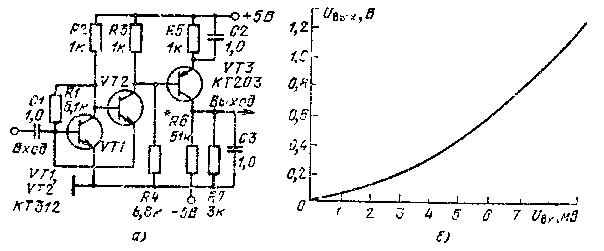 R2
1к
R3
1к
R5
1к
+5В
C2
1,0
VT3
КТ203
VT2
R1
5,1к
C1
1,0
Вход
VT1
VT1,
VT2
КТ312
Выход
*R6
51к
C3
1,0
R4
6,8к
-5В
R7
3к
а)
Uвых,В
1,2
1,0
0,8
0,6
0,4
0,2
0
1
2
3
4
5
6
7
Uвх,мВ
б)